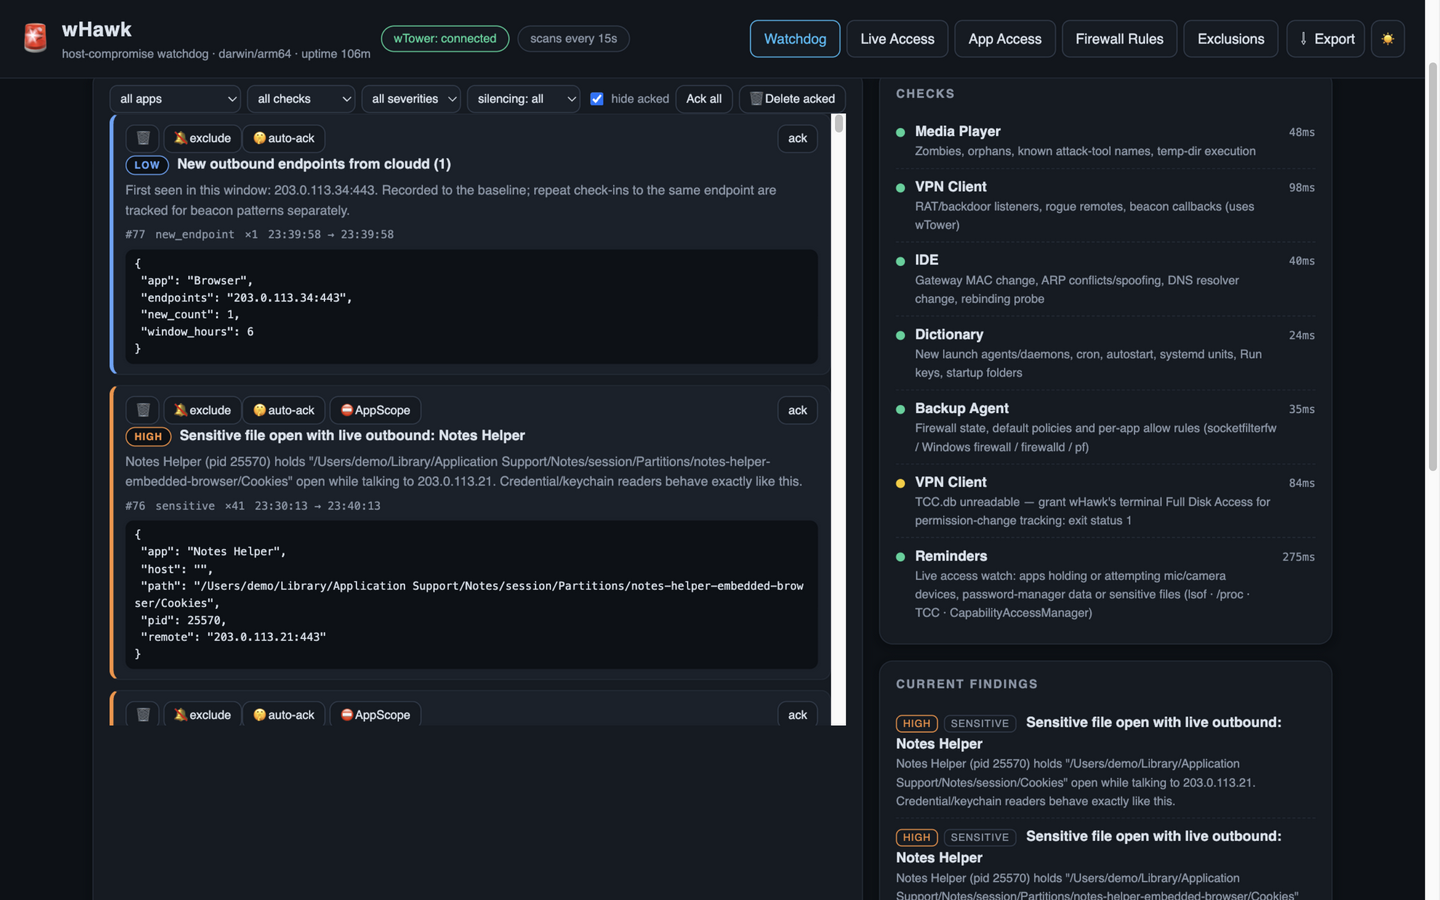 wHawk
host-compromise watchdog · darwin/arm64 · uptime 106m
wTower: connected
scans every 15s
Watchdog
Live Access
App Access
Firewall Rules
Exclusions
⇩ Export
all apps
all checks
all severities
silencing: all
hide acked
Ack all
Delete acked
exclude
auto-ack
ack
LOW New outbound endpoints from cloudd (1)
First seen in this window: 203.0.113.34:443. Recorded to the baseline; repeat check-ins to the same endpoint are
tracked for beacon patterns separately.
#77 new_endpoint ×1 23:39:58 → 23:39:58
{
"app": "Browser",
"endpoints": "203.0.113.34:443",
"new_count": 1,
"window_hours": 6
}
exclude
auto-ack
AppScope
ack
HIGH Sensitive file open with live outbound: Notes Helper
Notes Helper (pid 25570) holds "/Users/demo/Library/Application Support/Notes/session/Partitions/notes-helper-
embedded-browser/Cookies" open while talking to 203.0.113.21. Credential/keychain readers behave exactly like this.
#76 sensitive ×41 23:30:13 → 23:40:13
{
"app": "Notes Helper",
"host": "",
"path": "/Users/demo/Library/Application Support/Notes/session/Partitions/notes-helper-embedded-brow
ser/Cookies",
"pid": 25570,
"remote": "203.0.113.21:443"
}
exclude
auto-ack
AppScope
ack
CHECKS
Media Player 48ms
Zombies, orphans, known attack-tool names, temp-dir execution
VPN Client 98ms
RAT/backdoor listeners, rogue remotes, beacon callbacks (uses
wTower)
IDE 40ms
Gateway MAC change, ARP conflicts/spoofing, DNS resolver
change, rebinding probe
Dictionary 24ms
New launch agents/daemons, cron, autostart, systemd units, Run
keys, startup folders
Backup Agent 35ms
Firewall state, default policies and per-app allow rules (socketfilterfw
/ Windows firewall / firewalld / pf)
VPN Client 84ms
TCC.db unreadable — grant wHawk's terminal Full Disk Access for
permission-change tracking: exit status 1
Reminders 275ms
Live access watch: apps holding or attempting mic/camera
devices, password-manager data or sensitive files (lsof · /proc ·
TCC · CapabilityAccessManager)
CURRENT FINDINGS
HIGH SENSITIVE Sensitive file open with live outbound:
Notes Helper
Notes Helper (pid 25570) holds "/Users/demo/Library/Application
Support/Notes/session/Cookies" open while talking to 203.0.113.21.
Credential/keychain readers behave exactly like this.
HIGH SENSITIVE Sensitive file open with live outbound:
Notes Helper
Notes Helper (pid 25570) holds "/Users/demo/Library/Application
Support/Notes/session/Partitions/notes-helper-embedded-browser/Cookies"